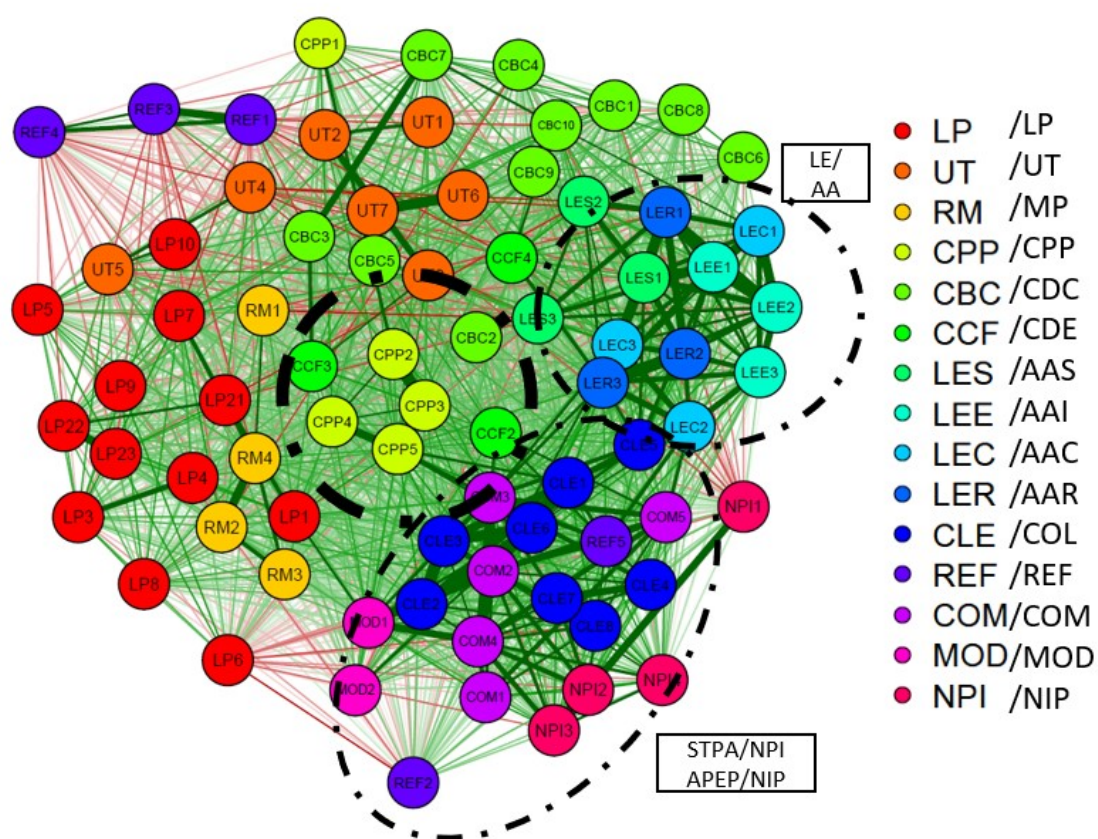 CPP1
CBC7
CBC4
CBC1
CBC8
CBC10
CBC6
REF4
REF3
REF1
UT2
UT1
UT4
UT7
UT6
CBC9
LES2
LER1
LEC1
LP10
CBC3
CBC5
CCF4
LES1
LEE1
UT5
LP5
LP7
RM1
CBC2
LES3
LEE2
CCF3
CPP2
LEC3
LER2
LER3
LEE3
LP9
LP21
CPP4
CPP3
CCF2
LEC2
LP22
LP23
RM4
CPP5
LP4
CLE1
LP3
RM2
LP1
CLE3
CLE6
COM5
NPI1
REF5
RM3
COM2
LP8
CLE2
CLE7
CLE4
MOD1
COM4
LP6
MOD2
COM1
NPI2
NPI3
REF2
LE/
AA
STPA/NPI
APEP/NIP
LP /LP
UT /UT
RM /MP
CPP /CPP
CBC /CDC
CCF /CDE
LES /AAS
LEE /AAI
LEC /AAC
LER /AAR
CLE /COL
REF /REF
COM /COM
MOD /MOD
NPI /NIP